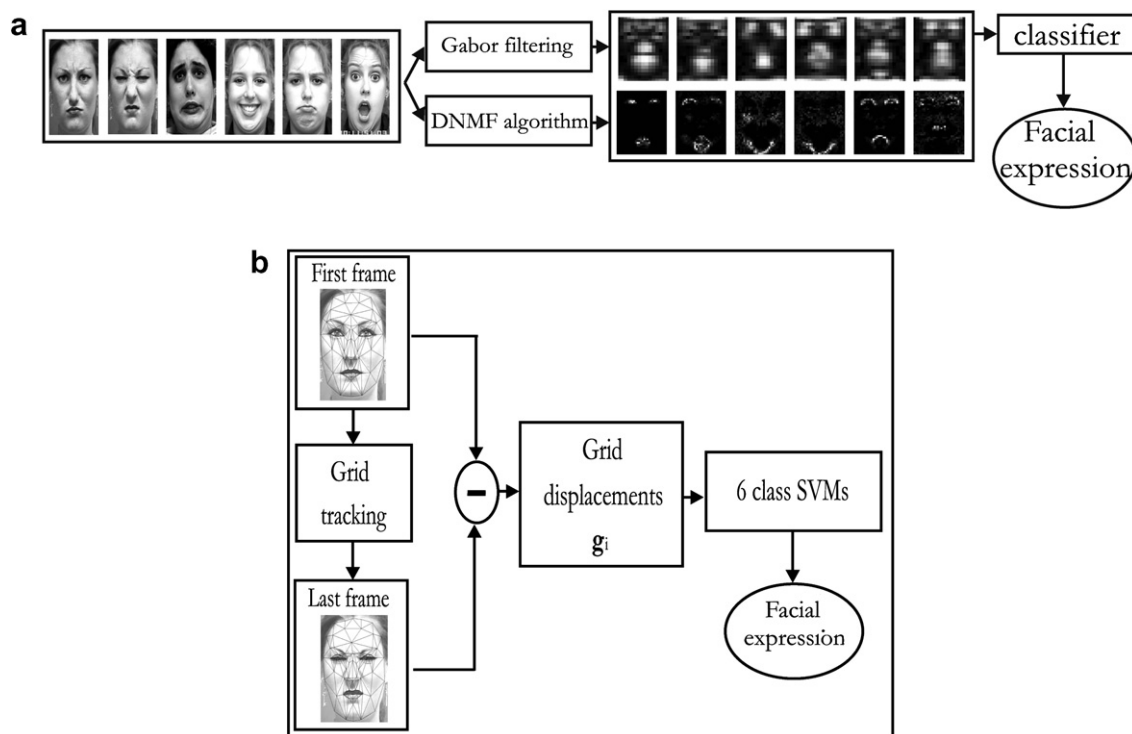 a
Gabor filtering
DNMF algorithm
classifier
Facial
expression
b
First frame
Grid
tracking
Last frame
−
Grid
displacements
gi
6 class SVMs
Facial
expression